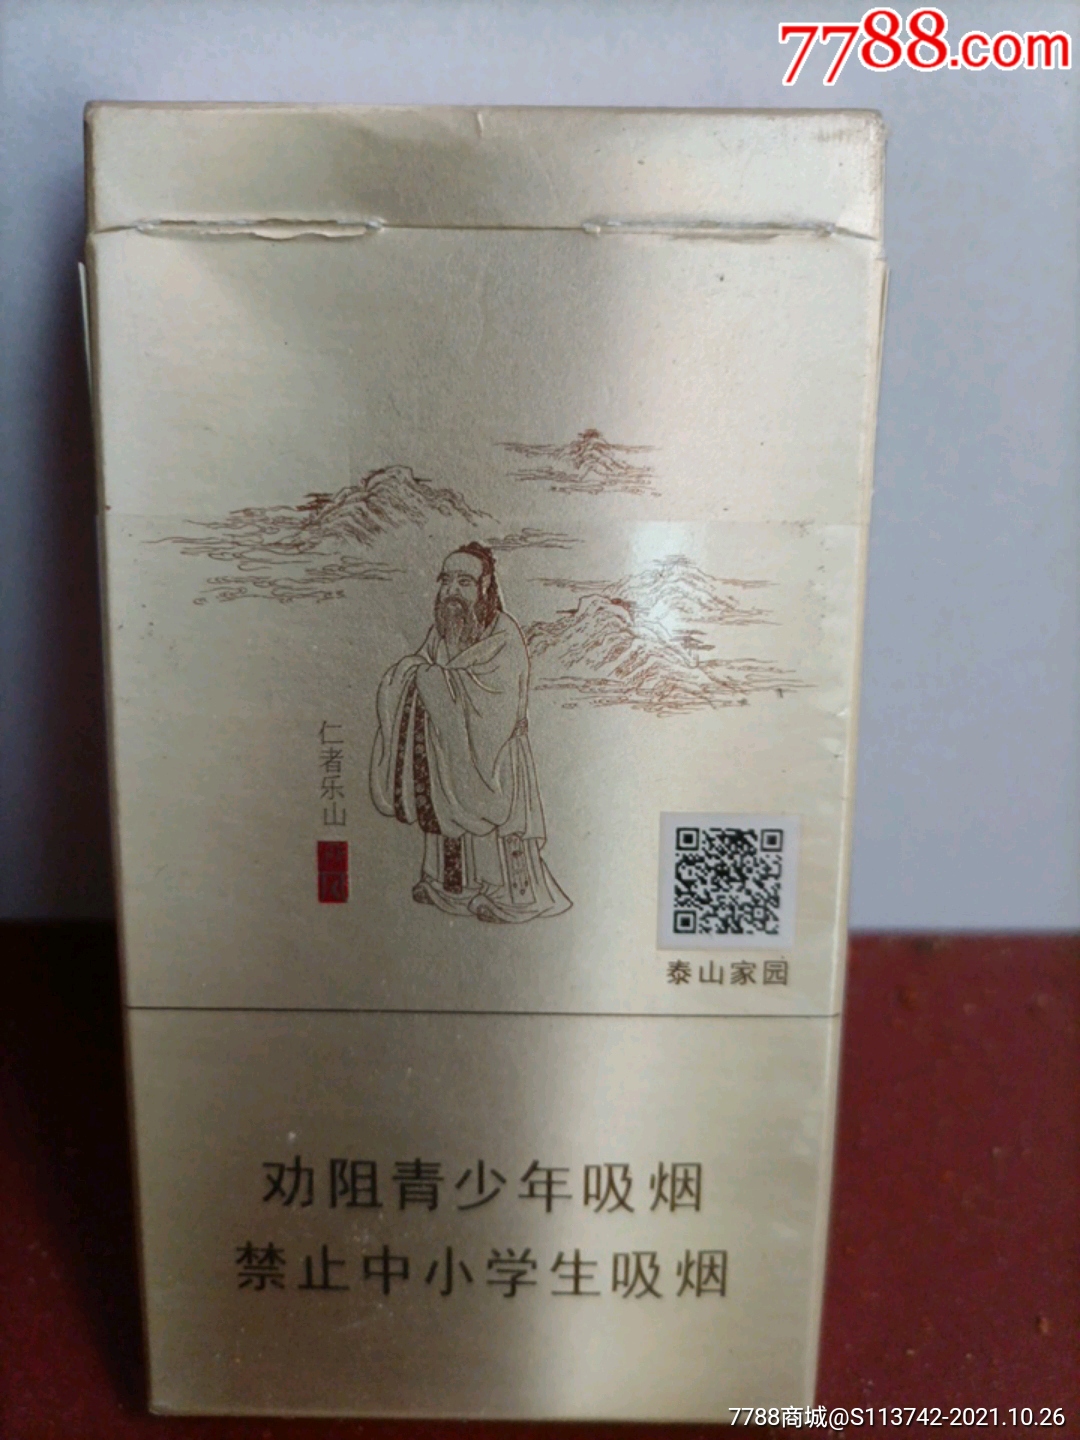 7788.com
仁者乐山
泰山家园
劝阻青少年吸烟
禁止中小学生吸烟
7788商城@S113742-2021.10.26